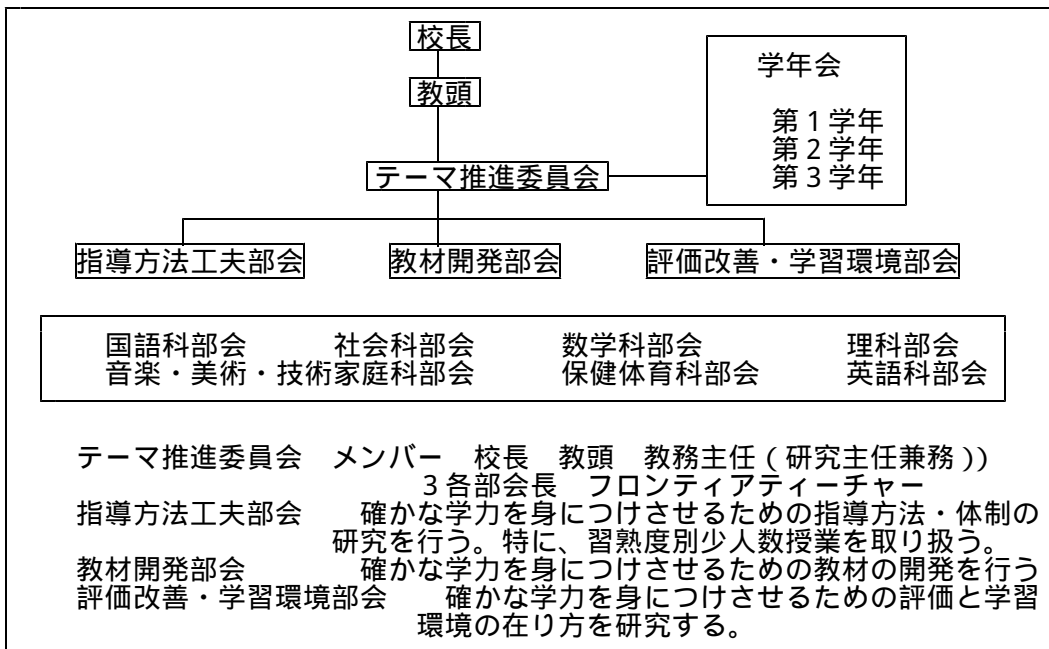 校長
教頭
学年会
第1学年
第2学年
第3学年
テーマ推進委員会
指導方法工夫部会 教材開発部会 評価改善・学習環境部会
国語科部会 社会科部会 数学科部会 理科部会
音楽・美術・技術家庭科部会 保健体育科部会 英語科部会
テーマ推進委員会 メンバー 校長 教頭 教務主任(研究主任兼務))
3各部会長 フロンティアティーチャー
指導方法工夫部会 確かな学力を身につけさせるための指導方法・体制の
研究を行う。特に、習熟度別少人数授業を取り扱う。
教材開発部会 確かな学力を身につけさせるための教材の開発を行う
評価改善・学習環境部会 確かな学力を身につけさせるための評価と学習
環境の在り方を研究する。